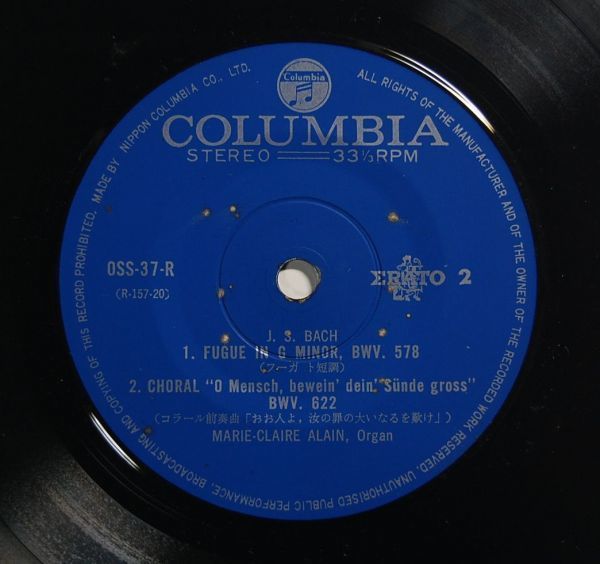 Columbia
COLUMBIA
STEREO 33 1/3 RPM
OSS-37-R
(R-157-20)
ERATO 2
J. S. BACH
1. FUGUE IN G MINOR, BWV. 578
(フーガ ト短調)
2. CHORAL "O Mensch, bewein' dein' Sünde gross"
BWV. 622
(コラール前奏曲「おお人よ，汝の罪の大いなるを歎け」)
MARIE-CLAIRE ALAIN, Organ
MADE BY NIPPON COLUMBIA CO., LTD. ALL RIGHTS OF THE MANUFACTURER AND OF THE OWNER OF THE RECORDED WORK RESERVED. UNAUTHORISED PUBLIC PERFORMANCE, BROADCASTING AND COPYING OF THIS RECORD PROHIBITED.